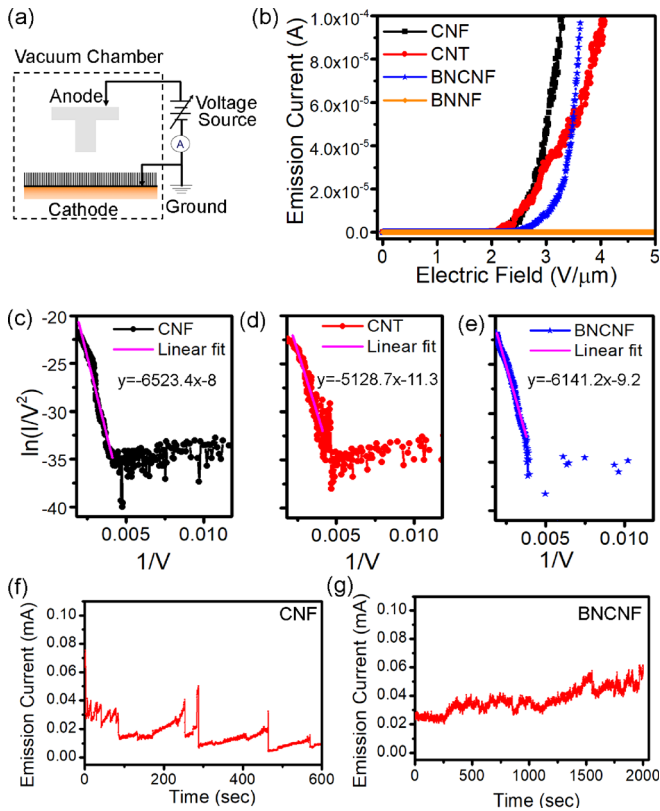 (a)
Vacuum Chamber
Anode
Voltage
Source
A
Cathode
Ground
(b)
Emission Current (A)
1.0x10⁻⁴
8.0x10⁻⁵
6.0x10⁻⁵
4.0x10⁻⁵
2.0x10⁻⁵
0.0
CNF
CNT
BNCNF
BNNF
0 1 2 3 4 5
Electric Field (V/μm)
(c)
ln(I/V²)
-20
-25
-30
-35
-40
CNF
Linear fit
y=-6523.4x-8
0.005 0.010
1/V
(d)
CNT
Linear fit
y=-5128.7x-11.3
0.005 0.010
1/V
(e)
BNCNF
Linear fit
y=-6141.2x-9.2
0.005 0.010
1/V
(f)
Emission Current (mA)
0.10
0.08
0.06
0.04
0.02
0.00
CNF
0 200 400 600
Time (sec)
(g)
Emission Current (mA)
0.10
0.08
0.06
0.04
0.02
0.00
BNCNF
0 500 1000 1500 2000
Time (sec)